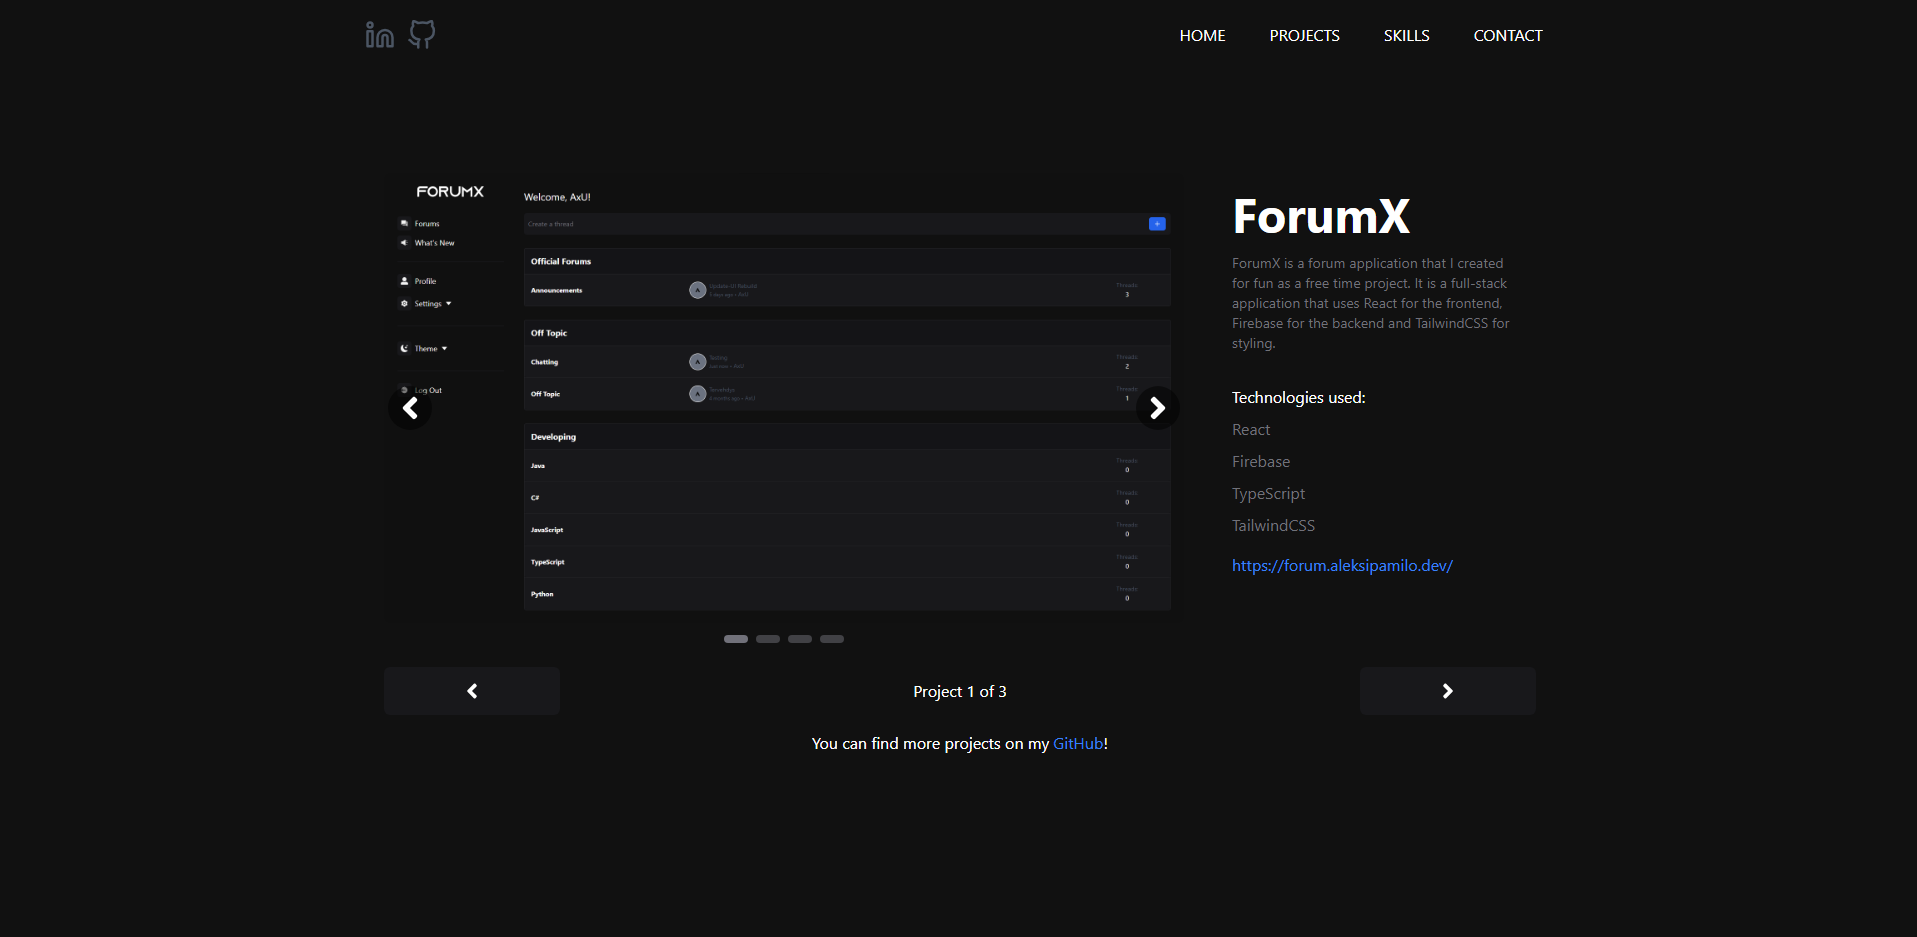 HOME PROJECTS SKILLS CONTACT
FORUMX
Forums
What's New
Profile
Settings
Theme
Log Out
Welcome, AxU!
Create a thread
Official Forums
Announcements
Threads
3
Off Topic
Chatting
Threads
2
Off Topic
Threads
1
Developing
Java
Threads
0
C#
Threads
0
JavaScript
Threads
0
TypeScript
Threads
0
Python
Threads
0
ForumX
ForumX is a forum application that I created
for fun as a free time project. It is a full-stack
application that uses React for the frontend,
Firebase for the backend and TailwindCSS for
styling.
Technologies used:
React
Firebase
TypeScript
TailwindCSS
https://forum.aleksipamilo.dev/
Project 1 of 3
You can find more projects on my GitHub!